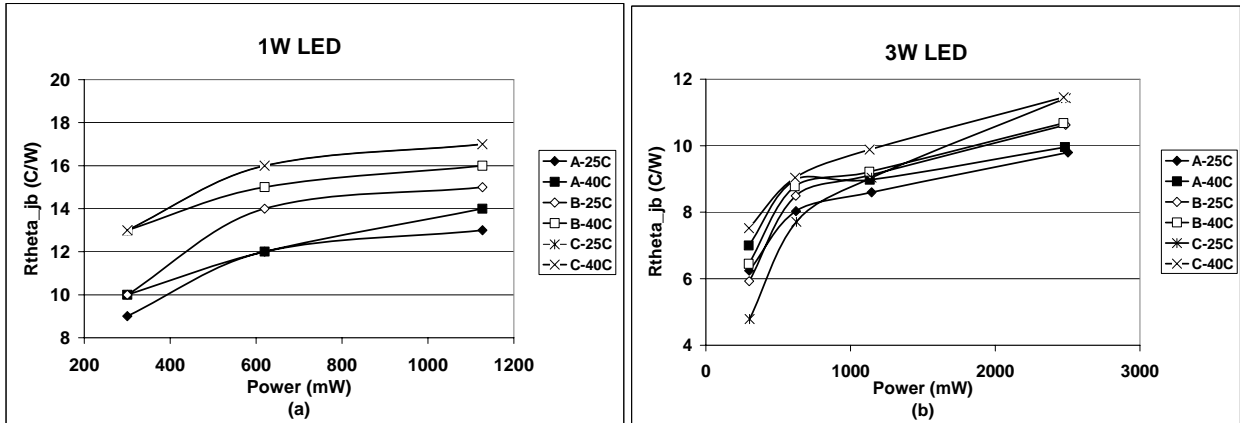 1W LED
Rtheta_jb (C/W)
20
18
16
14
12
10
8
200
400
600
800
1000
1200
Power (mW)
(a)
A-25C
A-40C
B-25C
B-40C
C-25C
C-40C
3W LED
Rtheta_jb (C/W)
12
10
8
6
4
0
1000
2000
3000
Power (mW)
(b)
A-25C
A-40C
B-25C
B-40C
C-25C
C-40C